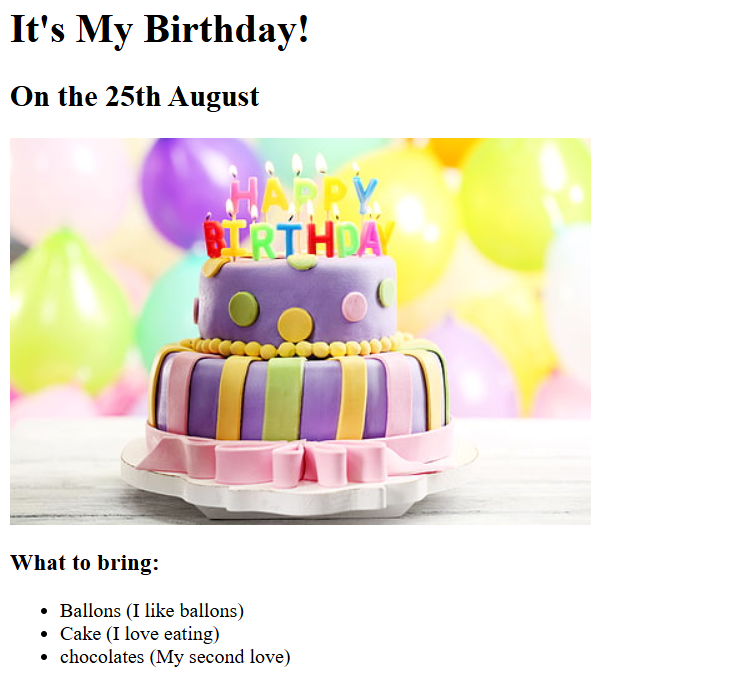 It's My Birthday!
On the 25th August
HAPPY
BIRTHDAY
What to bring:
Ballons (I like ballons)
Cake (I love eating)
chocolates (My second love)